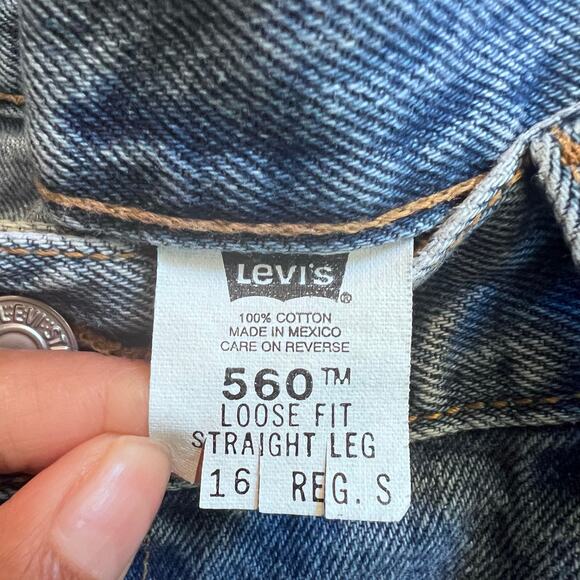 LEVI'S ®
100% COTTON
MADE IN MEXICO
CARE ON REVERSE
560™
LOOSE FIT
STRAIGHT LEG
16 REG. S